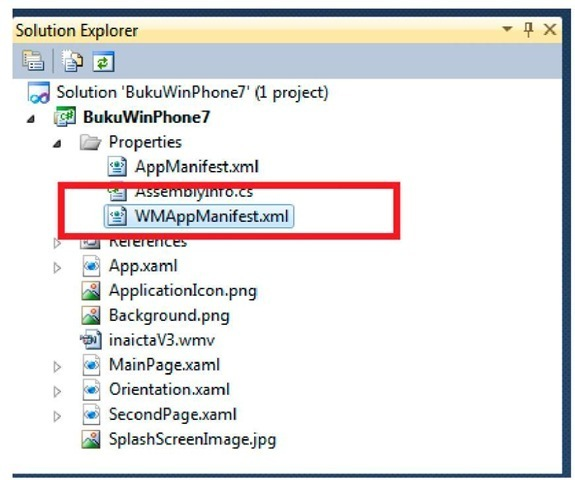 Solution Explorer
Solution 'BukuWinPhone7' (1 project)
BukuWinPhone7
Properties
AppManifest.xml
AssemblyInfo.cs
WMAppManifest.xml
References
App.xaml
ApplicationIcon.png
Background.png
inaictaV3.wmv
MainPage.xaml
Orientation.xaml
SecondPage.xaml
SplashScreenImage.jpg